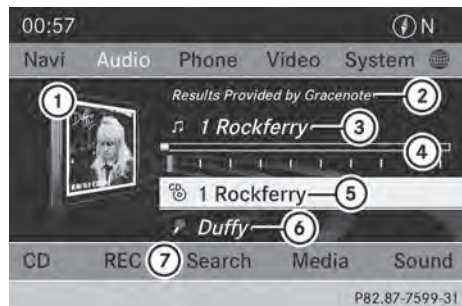 00:57 N
Navi Audio Phone Video System
1
Results Provided by Gracenote 2
1 Rockferry 3
4
CD 1 Rockferry 5
Duffy 6
CD REC 7 Search Media Sound
P82.87-7599-31